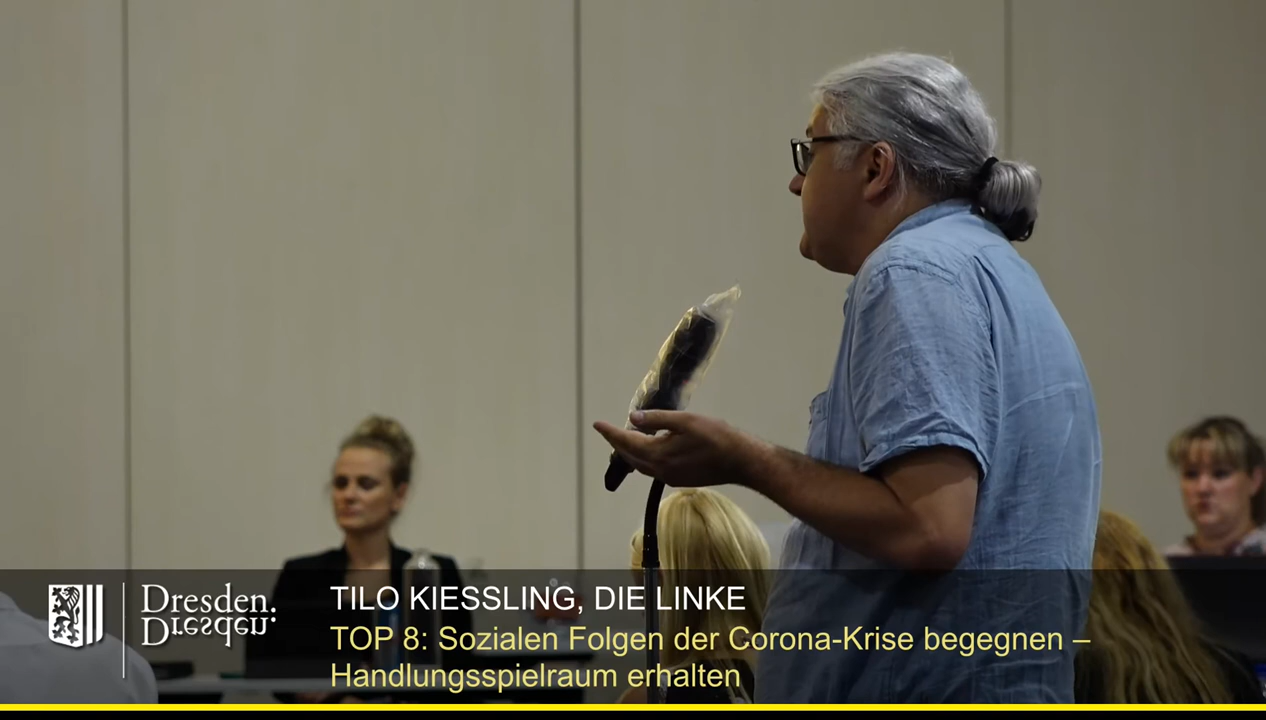 Dresden.
Dresden.
TILO KIESSLING, DIE LINKE
TOP 8: Sozialen Folgen der Corona-Krise begegnen –
Handlungsspielraum erhalten